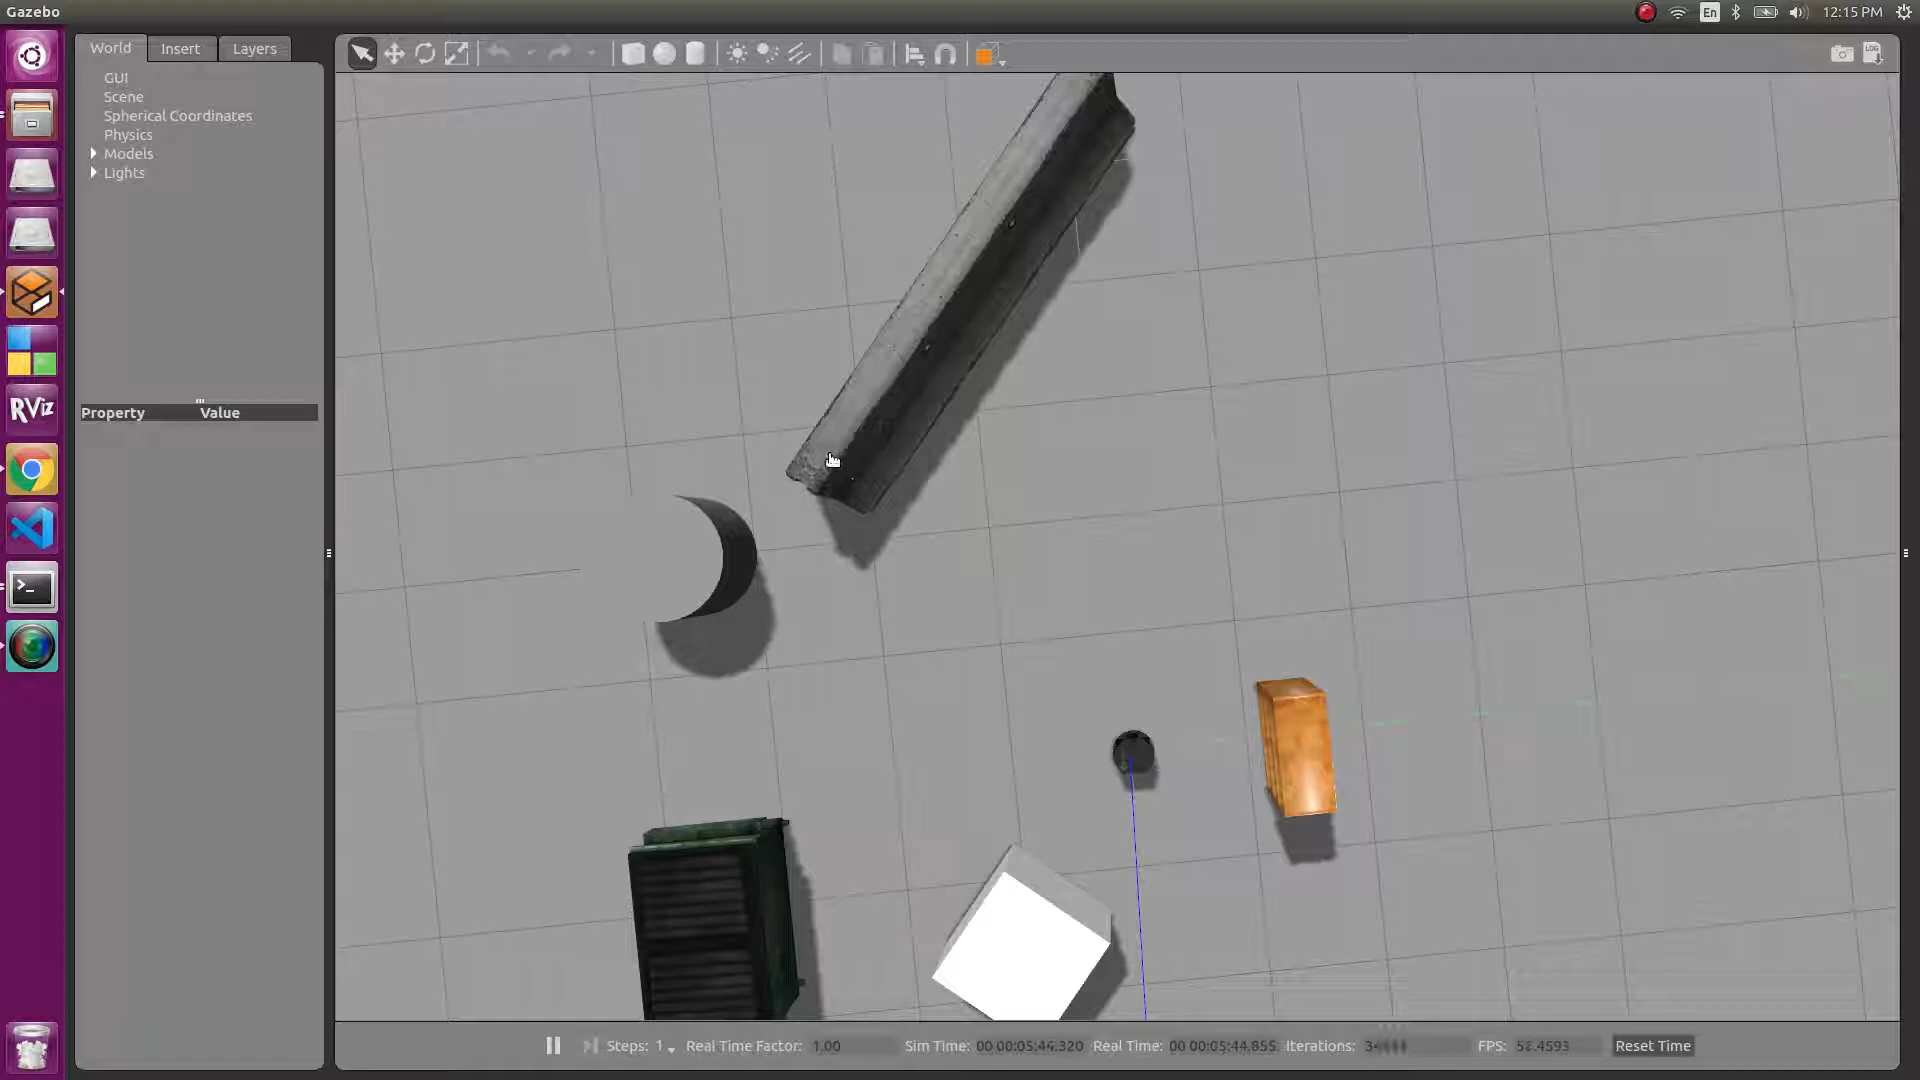 Gazebo
En
12:15 PM
World
Insert
Layers
LOG
GUI
Scene
Spherical Coordinates
Physics
Models
Lights
Property
Value
RViz
Steps: 1
Real Time Factor: 1.00
Sim Time: 00 00:05:44.320
Real Time: 00 00:05:44.855
Iterations:
FPS:
Reset Time